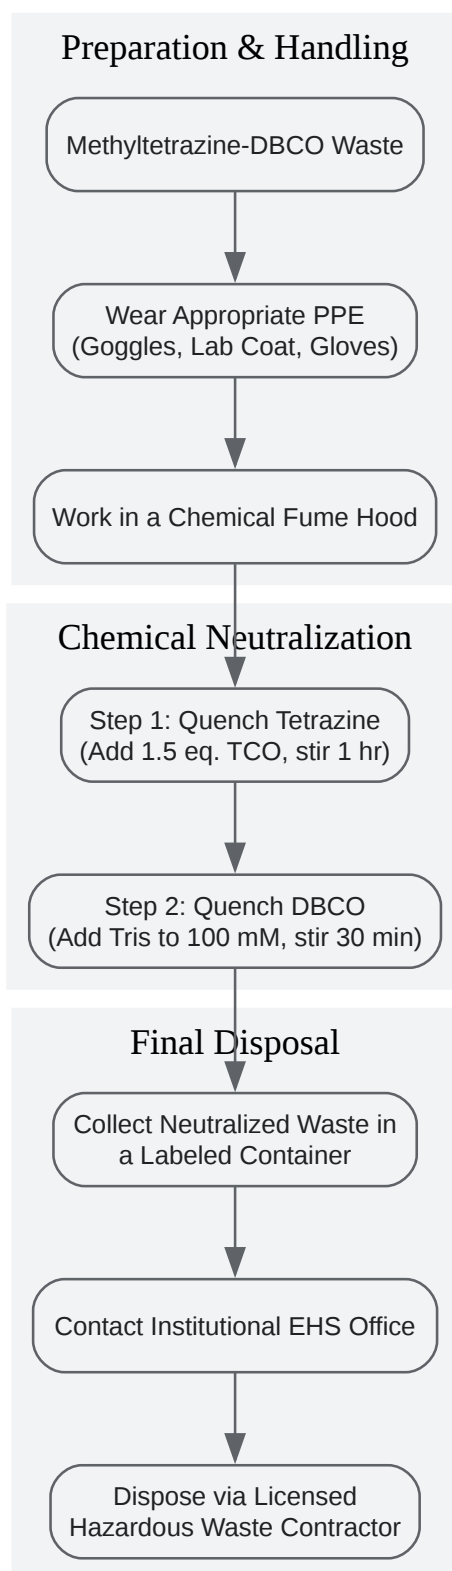 Preparation & Handling
Methyltetrazine-DBCO Waste
Wear Appropriate PPE
(Goggles, Lab Coat, Gloves)
Work in a Chemical Fume Hood
Chemical Neutralization
Step 1: Quench Tetrazine
(Add 1.5 eq. TCO, stir 1 hr)
Step 2: Quench DBCO
(Add Tris to 100 mM, stir 30 min)
Final Disposal
Collect Neutralized Waste in
a Labeled Container
Contact Institutional EHS Office
Dispose via Licensed
Hazardous Waste Contractor